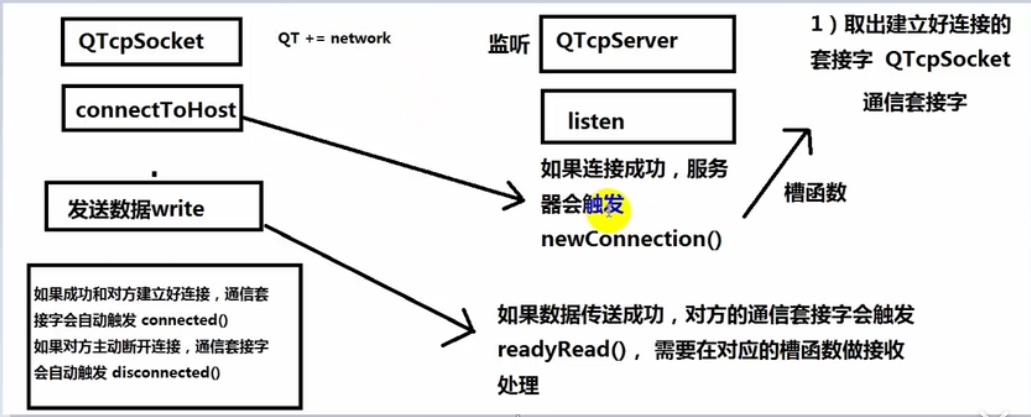 QTcpSocket
QT += network
connectToHost
发送数据write
如果成功和对方建立好连接，通信套
接字会自动触发 connected()
如果对方主动断开连接，通信套接字
会自动触发 disconnected()
监听
QTcpServer
listen
如果连接成功，服务
器会触发
newConnection()
槽函数
1）取出建立好连接的
套接字 QTcpSocket
通信套接字
如果数据传送成功，对方的通信套接字会触发
readyRead()， 需要在对应的槽函数做接收
处理